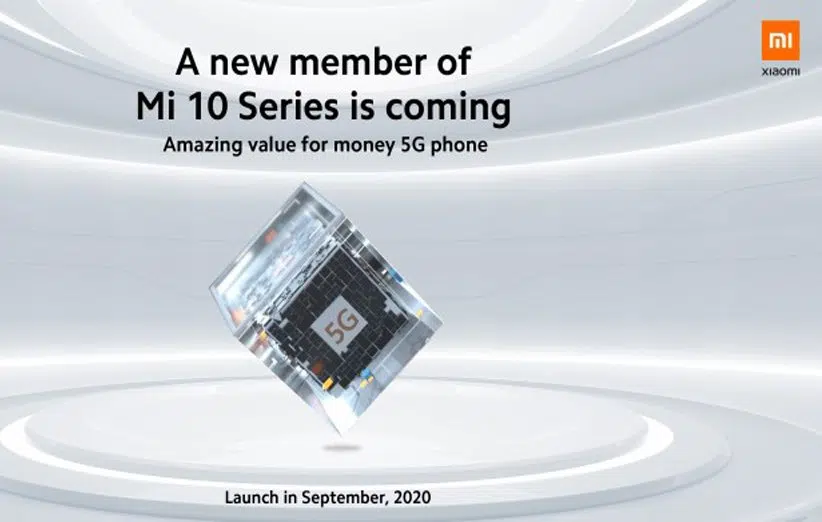 A new member of
Mi 10 Series is coming
Amazing value for money 5G phone
mi
xiaomi
5G
Launch in September, 2020